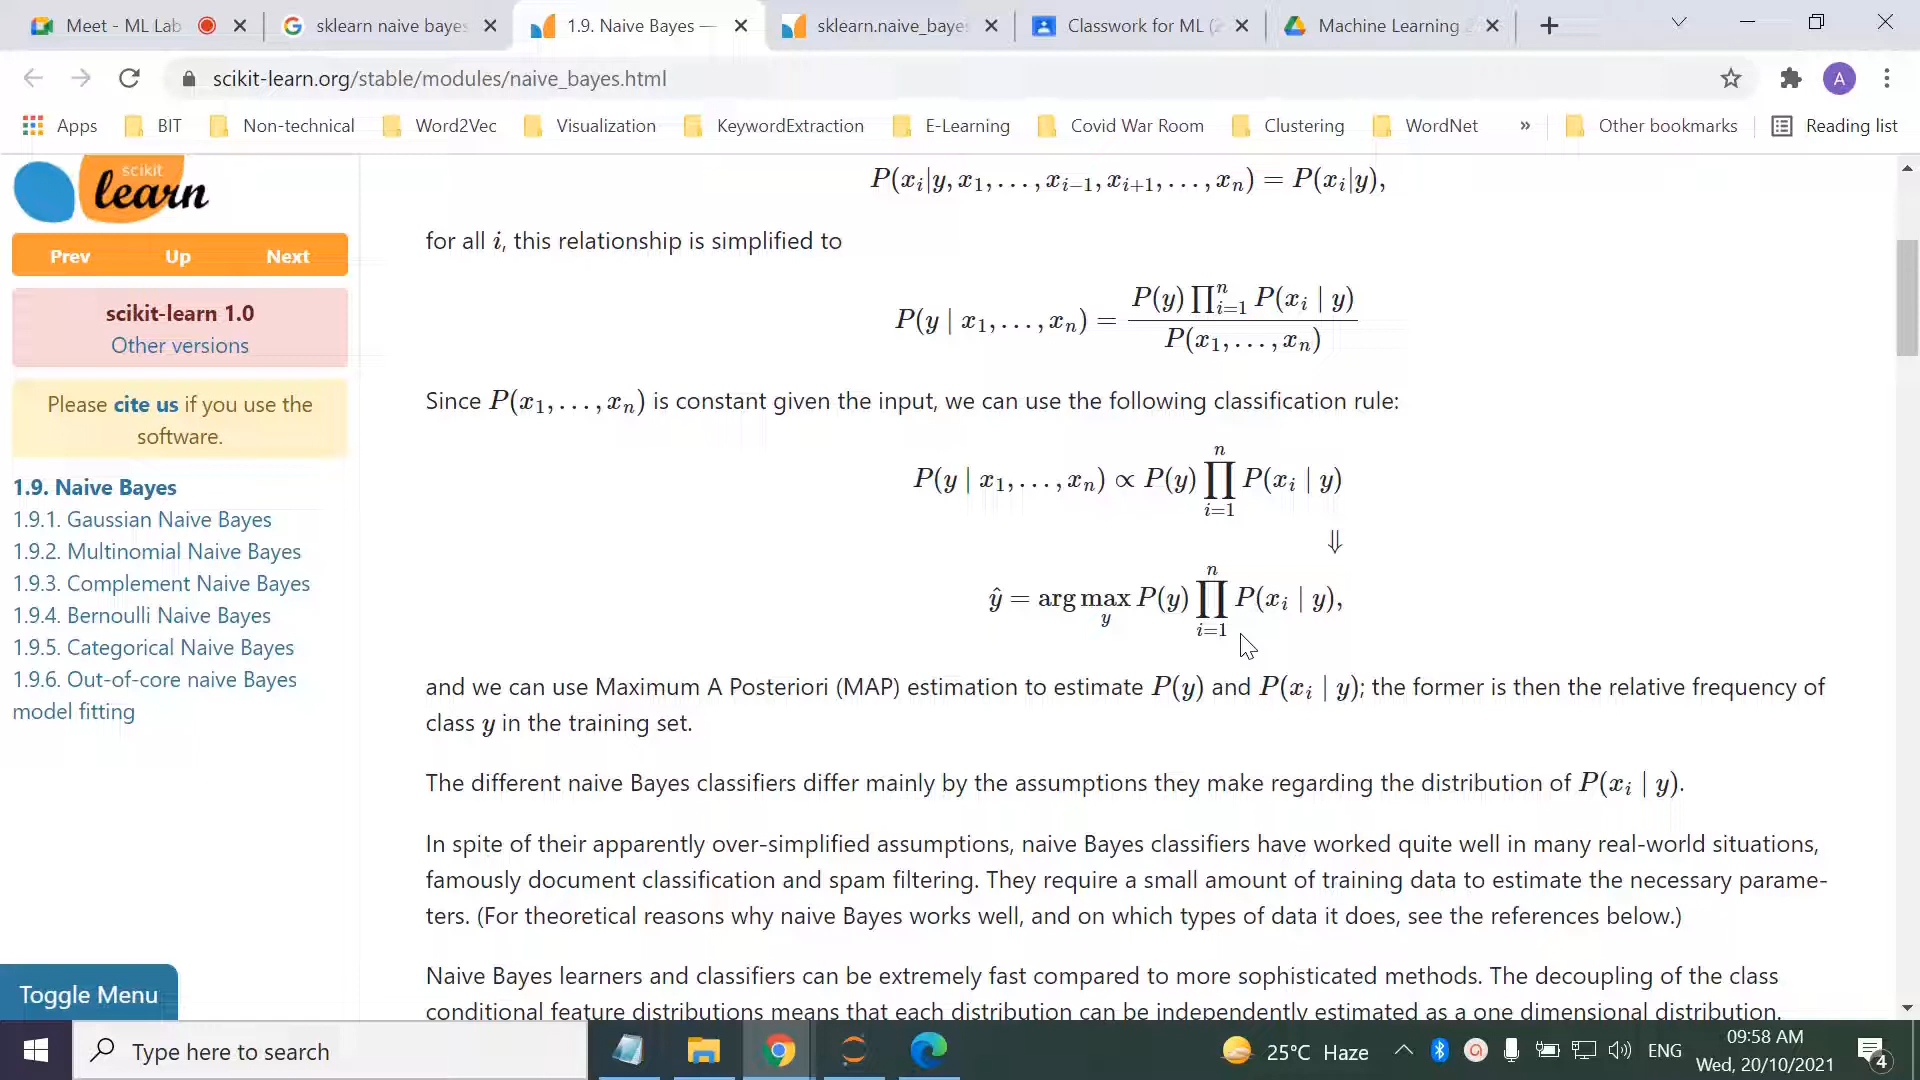 Meet - ML Lab
sklearn naive bayes
1.9. Naive Bayes —
sklearn.naive_bayes
Classwork for ML (2
Machine Learning 2
scikit-learn.org/stable/modules/naive_bayes.html
A
Apps
BIT
Non-technical
Word2Vec
Visualization
KeywordExtraction
E-Learning
Covid War Room
Clustering
WordNet
»
Other bookmarks
Reading list
scikit
learn
Prev Up Next
scikit-learn 1.0
Other versions
Please cite us if you use the
software.
1.9. Naive Bayes
1.9.1. Gaussian Naive Bayes
1.9.2. Multinomial Naive Bayes
1.9.3. Complement Naive Bayes
1.9.4. Bernoulli Naive Bayes
1.9.5. Categorical Naive Bayes
1.9.6. Out-of-core naive Bayes
model fitting
Toggle Menu
P(x_i|y, x_1, …, x_{i−1}, x_{i+1}, …, x_n) = P(x_i|y),
for all i, this relationship is simplified to
P(y | x_1, …, x_n) = P(y) ∏_{i=1}^{n} P(x_i | y) / P(x_1, …, x_n)
Since P(x_1, …, x_n) is constant given the input, we can use the following classification rule:
P(y | x_1, …, x_n) ∝ P(y) ∏_{i=1}^{n} P(x_i | y)
⇓
ŷ = arg max_y P(y) ∏_{i=1}^{n} P(x_i | y),
and we can use Maximum A Posteriori (MAP) estimation to estimate P(y) and P(x_i | y); the former is then the relative frequency of
class y in the training set.
The different naive Bayes classifiers differ mainly by the assumptions they make regarding the distribution of P(x_i | y).
In spite of their apparently over-simplified assumptions, naive Bayes classifiers have worked quite well in many real-world situations,
famously document classification and spam filtering. They require a small amount of training data to estimate the necessary parame-
ters. (For theoretical reasons why naive Bayes works well, and on which types of data it does, see the references below.)
Naive Bayes learners and classifiers can be extremely fast compared to more sophisticated methods. The decoupling of the class
conditional feature distributions means that each distribution can be independently estimated as a one dimensional distribution.
Type here to search
25°C Haze
ENG
09:58 AM
Wed, 20/10/2021
4